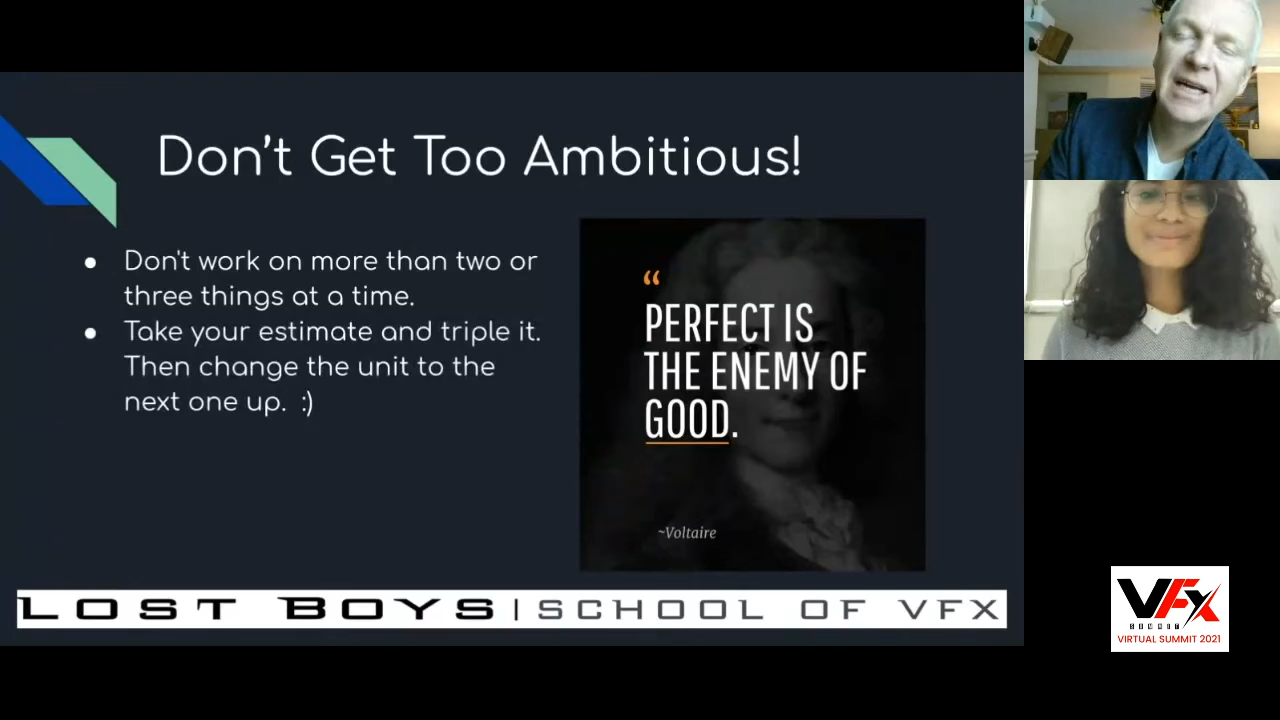 Don't Get Too Ambitious!
● Don't work on more than two or
three things at a time.
● Take your estimate and triple it.
Then change the unit to the
next one up.  :)
“
PERFECT IS
THE ENEMY OF
GOOD.
~Voltaire
LOST BOYS|SCHOOL OF VFX
VFX
SUMMIT
VIRTUAL SUMMIT 2021